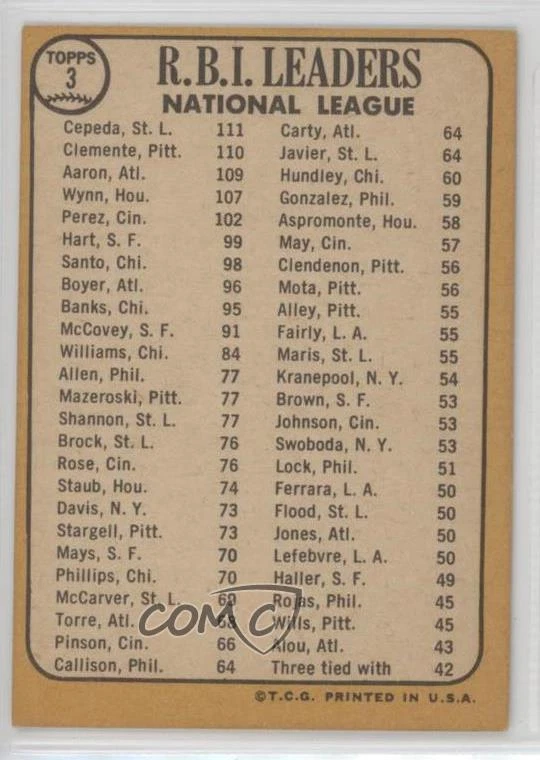 TOPPS
3
R.B.I. LEADERS
NATIONAL LEAGUE
Cepeda, St. L. 111
Clemente, Pitt. 110
Aaron, Atl. 109
Wynn, Hou. 107
Perez, Cin. 102
Hart, S. F. 99
Santo, Chi. 98
Boyer, Atl. 96
Banks, Chi. 95
McCovey, S. F. 91
Williams, Chi. 84
Allen, Phil. 77
Mazeroski, Pitt. 77
Shannon, St. L. 77
Brock, St. L. 76
Rose, Cin. 76
Staub, Hou. 74
Davis, N. Y. 73
Stargell, Pitt. 73
Mays, S. F. 70
Phillips, Chi. 70
McCarver, St. L. 69
Torre, Atl. 68
Pinson, Cin. 66
Callison, Phil. 64
Carty, Atl. 64
Javier, St. L. 64
Hundley, Chi. 60
Gonzalez, Phil. 59
Aspromonte, Hou. 58
May, Cin. 57
Clendenon, Pitt. 56
Mota, Pitt. 56
Alley, Pitt. 55
Fairly, L. A. 55
Maris, St. L. 55
Kranepool, N. Y. 54
Brown, S. F. 53
Johnson, Cin. 53
Swoboda, N. Y. 53
Lock, Phil. 51
Ferrara, L. A. 50
Flood, St. L. 50
Jones, Atl. 50
Lefebvre, L. A. 50
Haller, S. F. 49
Rojas, Phil. 45
Wills, Pitt. 45
Alou, Atl. 43
Three tied with 42
©T.C.G. PRINTED IN U.S.A.
COMC